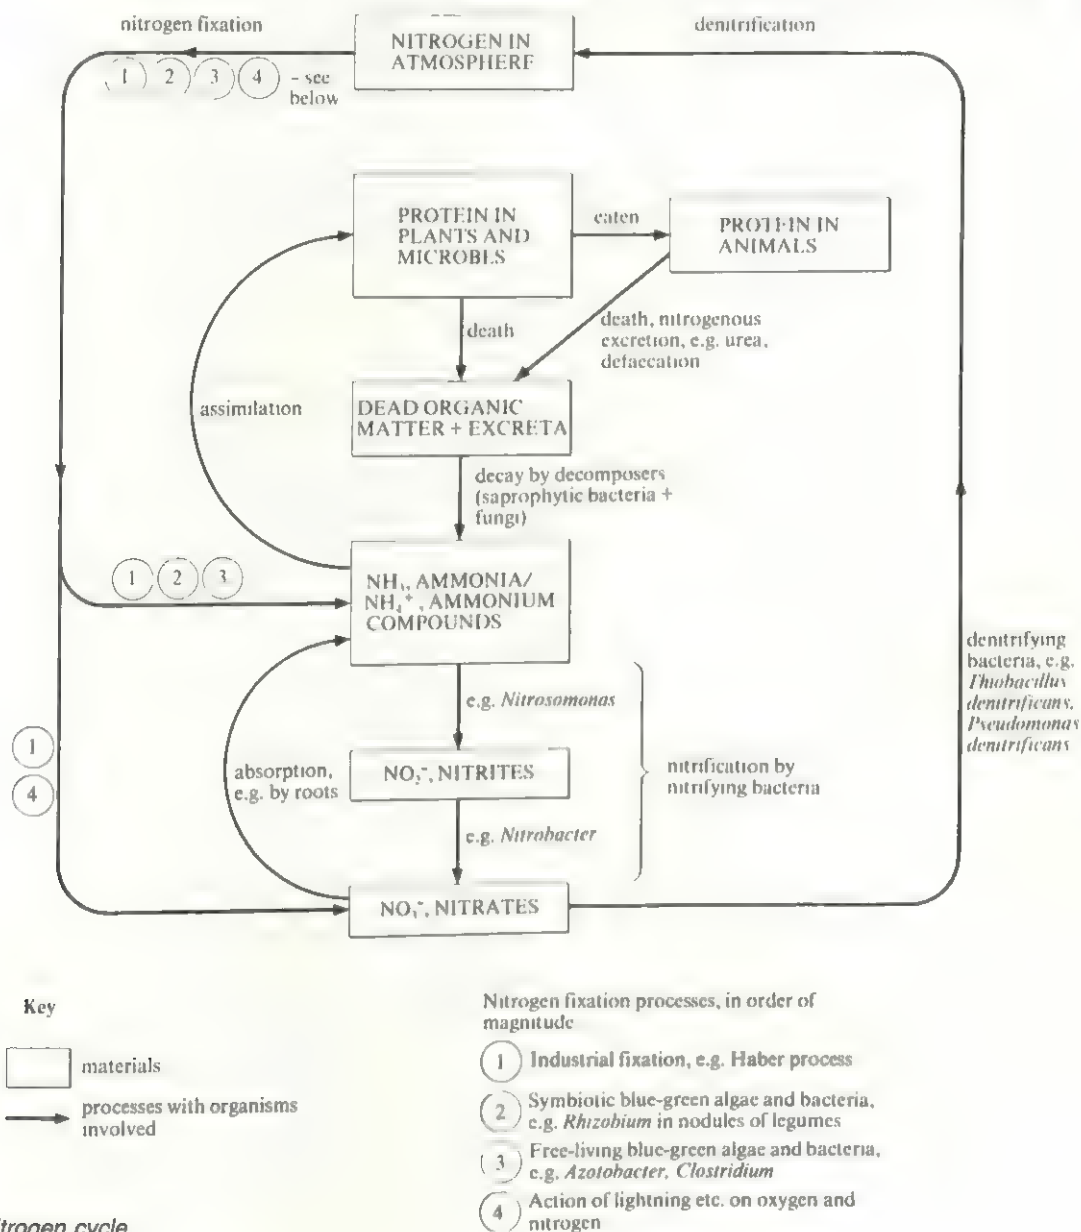 nitrogen fixation
denitrification
NITROGEN IN
ATMOSPHERE
1 2 3 4 – see
below
PROTEIN IN
PLANTS AND
MICROBES
eaten
PROTEIN IN
ANIMALS
death
death, nitrogenous
excretion, e.g. urea,
defaecation
assimilation
DEAD ORGANIC
MATTER + EXCRETA
decay by decomposers
(saprophytic bacteria +
fungi)
1 2 3
NH₃, AMMONIA/
NH₄⁺, AMMONIUM
COMPOUNDS
denitrifying
bacteria, e.g.
Thiobacillus
denitrificans,
Pseudomonas
denitrificans
e.g. Nitrosomonas
1
4
absorption,
e.g. by roots
NO₂⁻, NITRITES
nitrification by
nitrifying bacteria
e.g. Nitrobacter
NO₃⁻, NITRATES
Key
materials
processes with organisms
involved
Nitrogen fixation processes, in order of
magnitude
1 Industrial fixation, e.g. Haber process
2 Symbiotic blue-green algae and bacteria,
e.g. Rhizobium in nodules of legumes
3 Free-living blue-green algae and bacteria,
e.g. Azotobacter, Clostridium
4 Action of lightning etc. on oxygen and
nitrogen
cycle